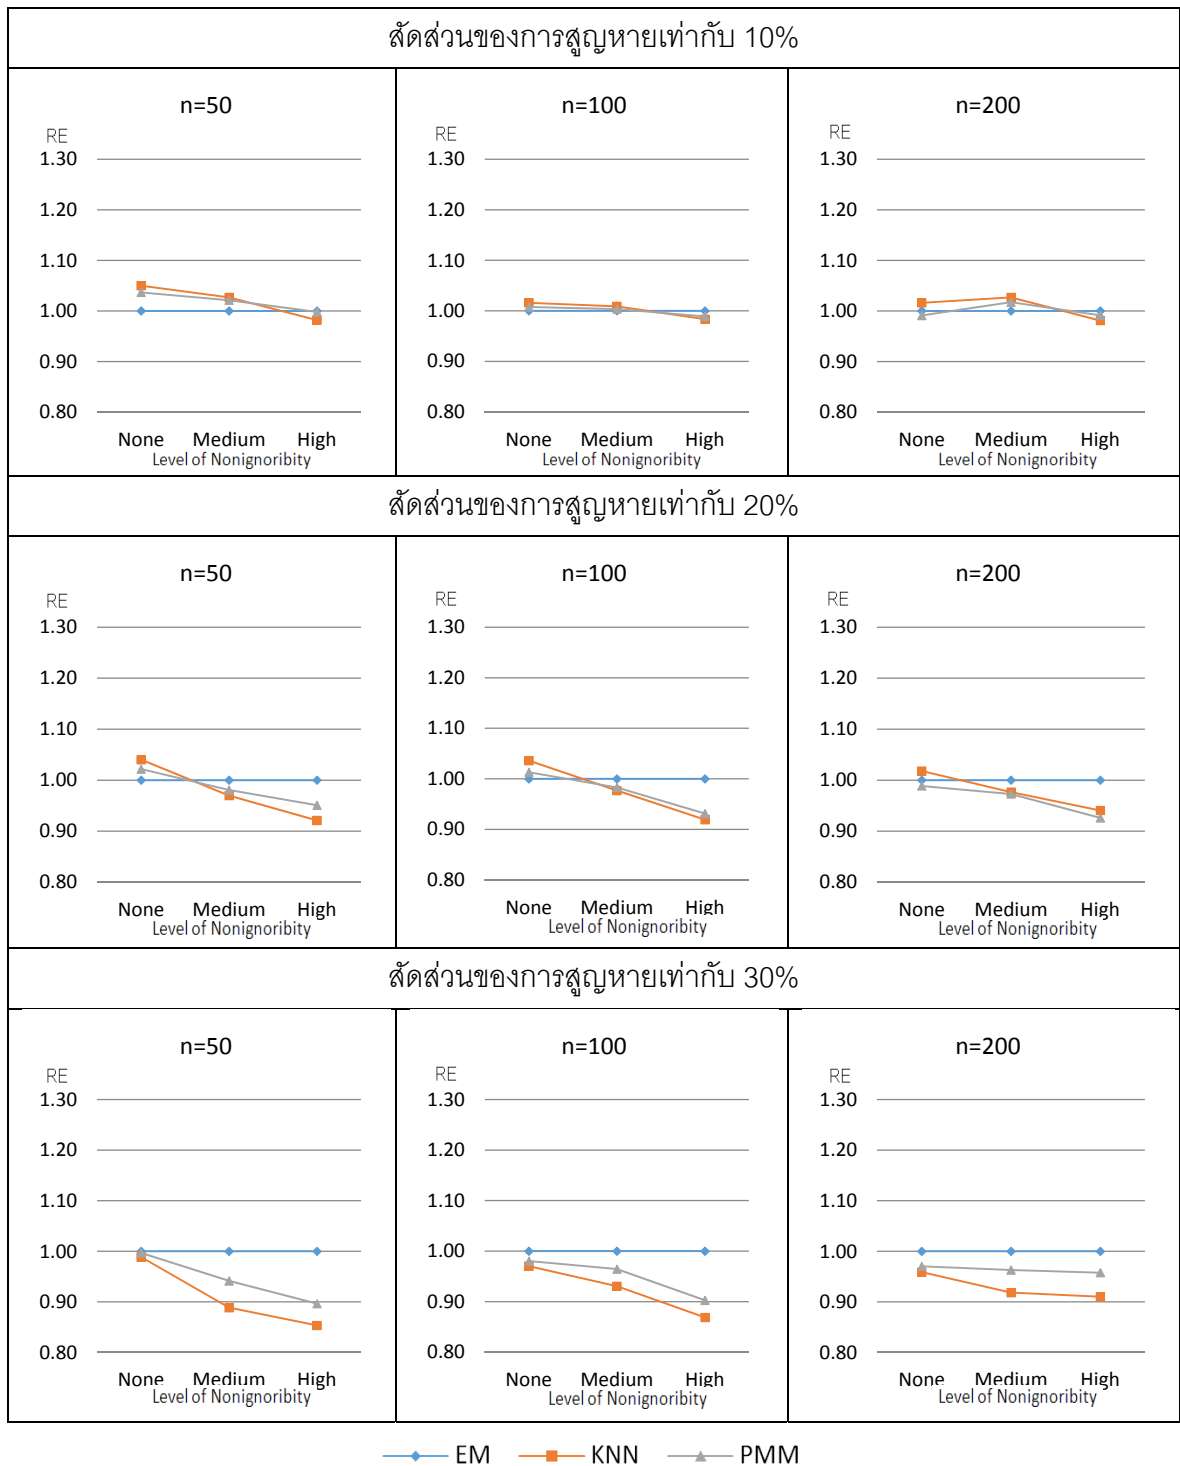 สัดส่วนของการสูญหายเท่ากับ 10%
n=50
RE
1.30
1.20
1.10
1.00
0.90
0.80
None Medium High
Level of Nonignoribity
n=100
RE
1.30
1.20
1.10
1.00
0.90
0.80
None Medium High
Level of Nonignoribity
n=200
RE
1.30
1.20
1.10
1.00
0.90
0.80
None Medium High
Level of Nonignoribity
สัดส่วนของการสูญหายเท่ากับ 20%
n=50
RE
1.30
1.20
1.10
1.00
0.90
0.80
None Medium High
Level of Nonignoribity
n=100
RE
1.30
1.20
1.10
1.00
0.90
0.80
None Medium High
Level of Nonignoribity
n=200
RE
1.30
1.20
1.10
1.00
0.90
0.80
None Medium High
Level of Nonignoribity
สัดส่วนของการสูญหายเท่ากับ 30%
n=50
RE
1.30
1.20
1.10
1.00
0.90
0.80
None Medium High
Level of Nonignoribity
n=100
RE
1.30
1.20
1.10
1.00
0.90
0.80
None Medium High
Level of Nonignoribity
n=200
RE
1.30
1.20
1.10
1.00
0.90
0.80
None Medium High
Level of Nonignoribity
EM KNN PMM